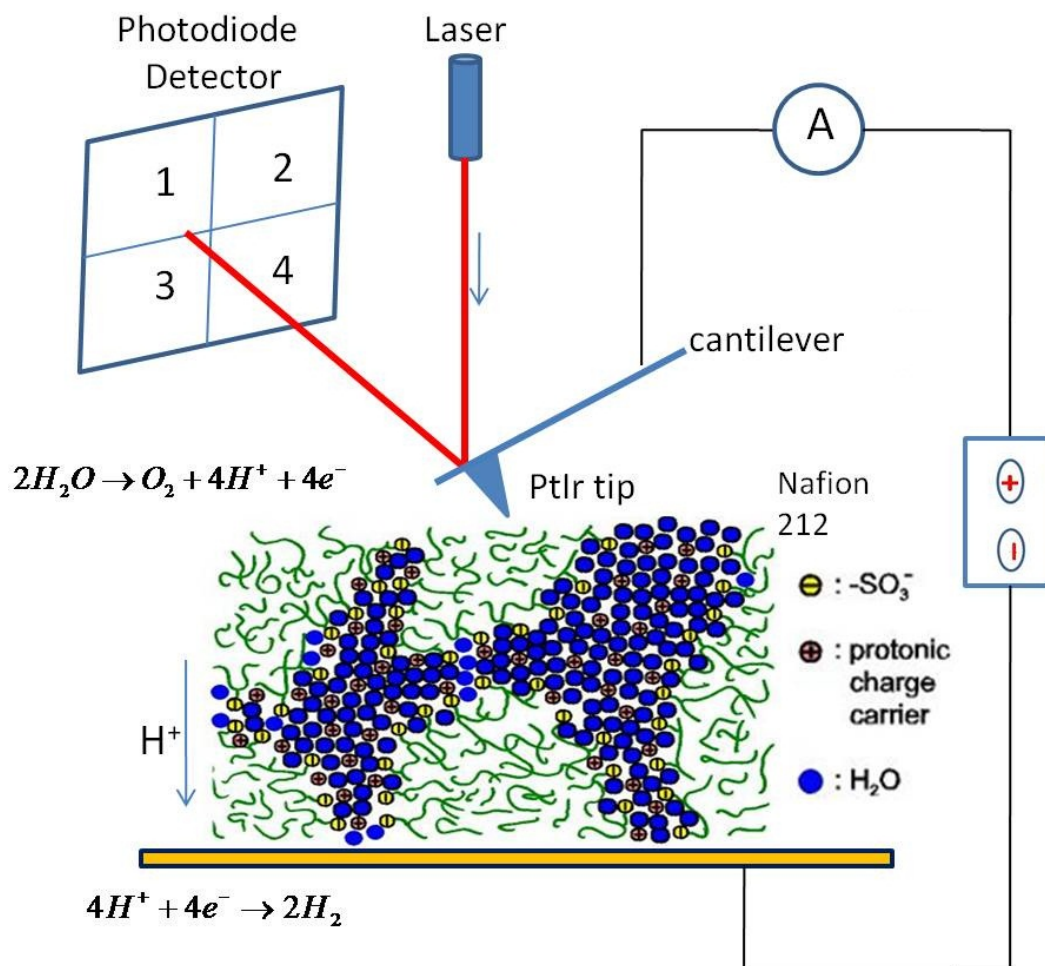 Photodiode
Detector
Laser
A
1
2
3
4
cantilever
2H₂O → O₂ + 4H⁺ + 4e⁻
PtIr tip
Nafion
212
+
−
⊖ : -SO₃⁻
⊕ : protonic
charge
carrier
H⁺
: H₂O
4H⁺ + 4e⁻ → 2H₂